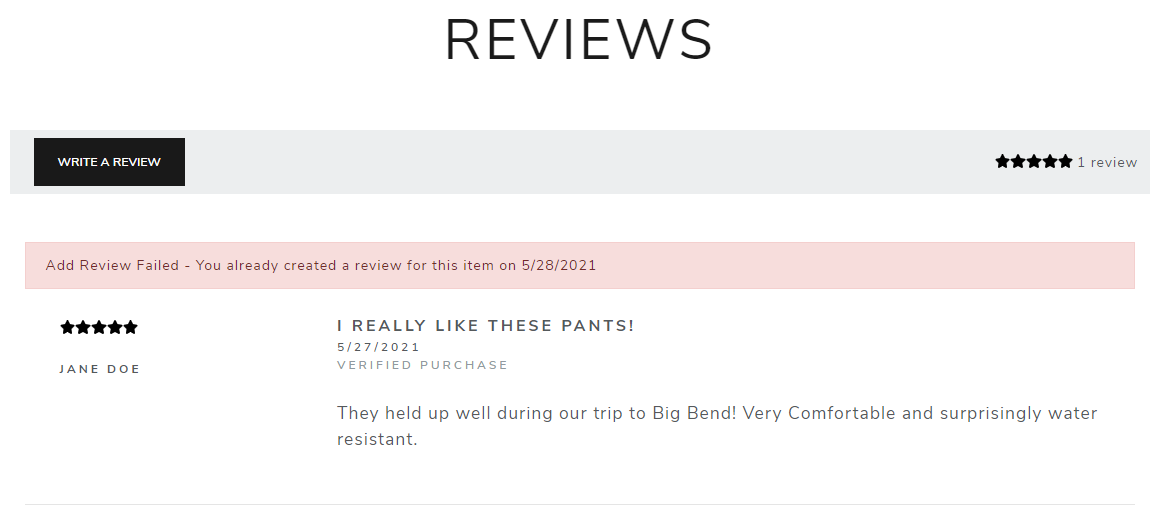 REVIEWS
WRITE A REVIEW
1 review
Add Review Failed - You already created a review for this item on 5/28/2021
I REALLY LIKE THESE PANTS!
5/27/2021
VERIFIED PURCHASE
JANE DOE
They held up well during our trip to Big Bend! Very Comfortable and surprisingly water
resistant.